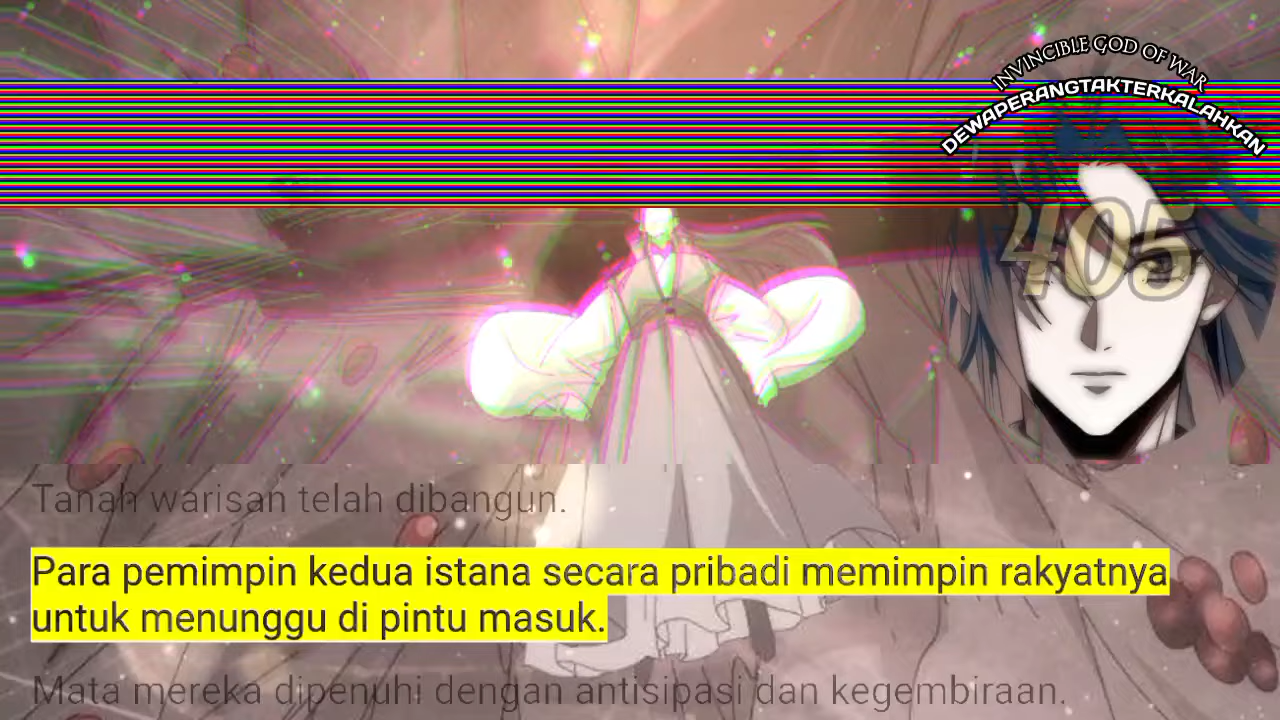 INVINCIBLE GOD OF WAR
DEWAPERANGTAKTERKALAHKAN
405
Tanah warisan telah dibangun.
Para pemimpin kedua istana secara pribadi memimpin rakyatnya
untuk menunggu di pintu masuk.
Mata mereka dipenuhi dengan antisipasi dan kegembiraan.